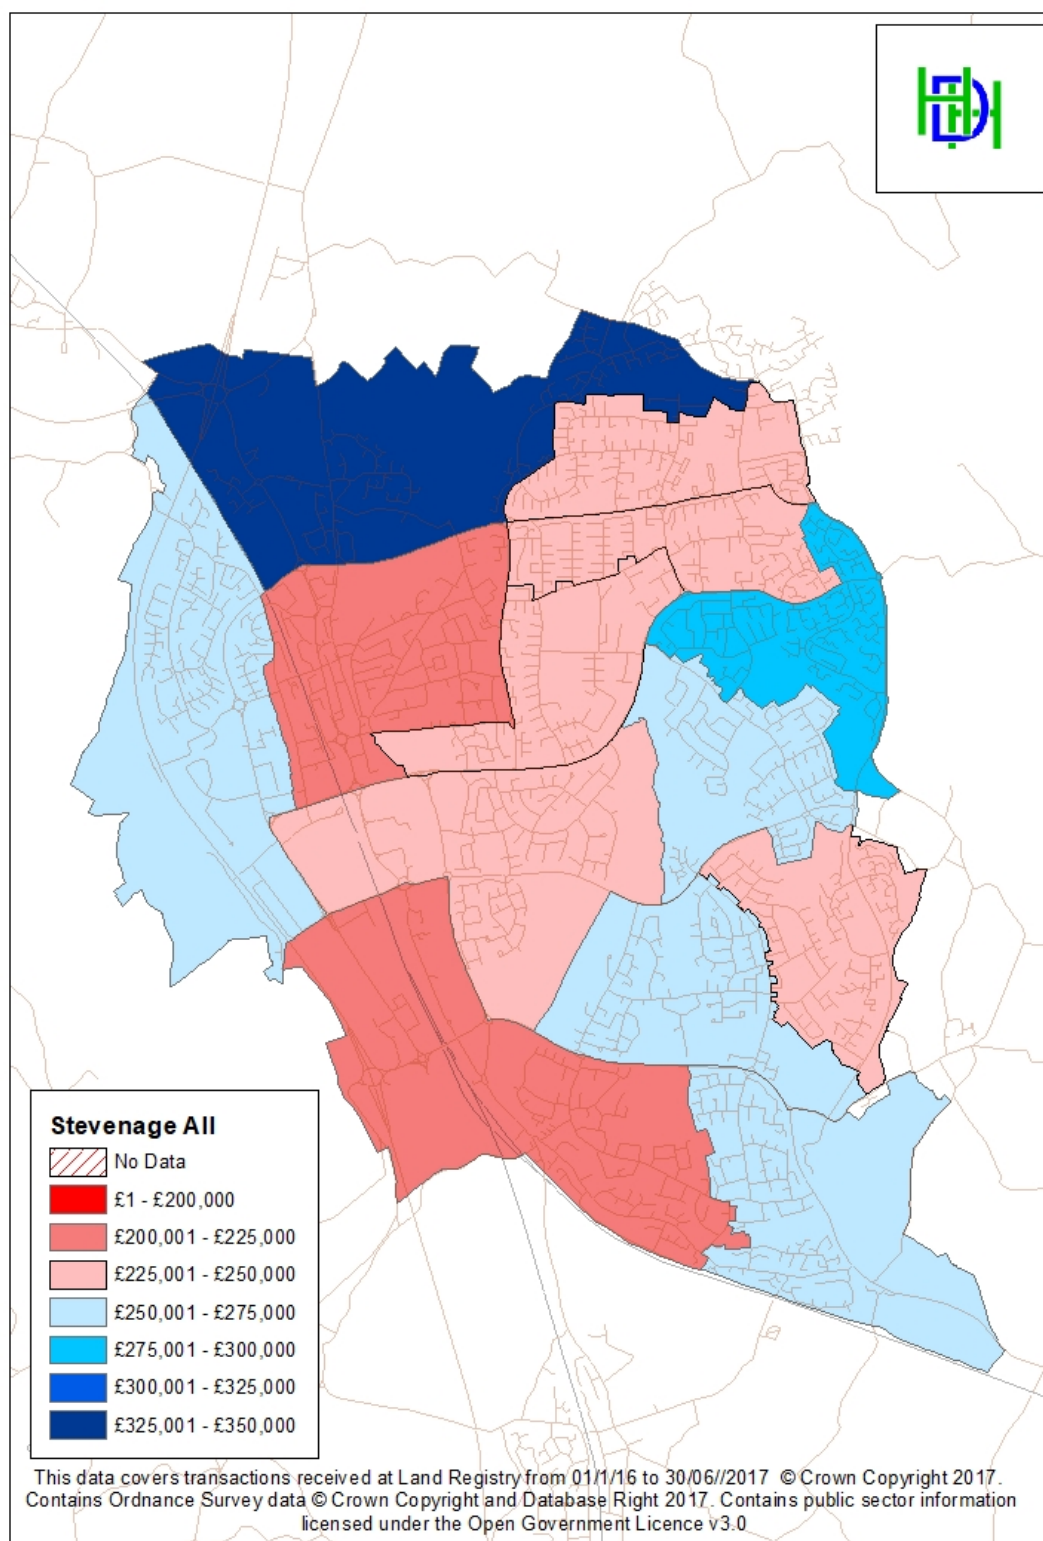 HDH
Stevenage All
No Data
£1 - £200,000
£200,001 - £225,000
£225,001 - £250,000
£250,001 - £275,000
£275,001 - £300,000
£300,001 - £325,000
£325,001 - £350,000
This data covers transactions received at Land Registry from 01/1/16 to 30/06//2017 © Crown Copyright 2017.
Contains Ordnance Survey data © Crown Copyright and Database Right 2017. Contains public sector information
licensed under the Open Government Licence v3.0